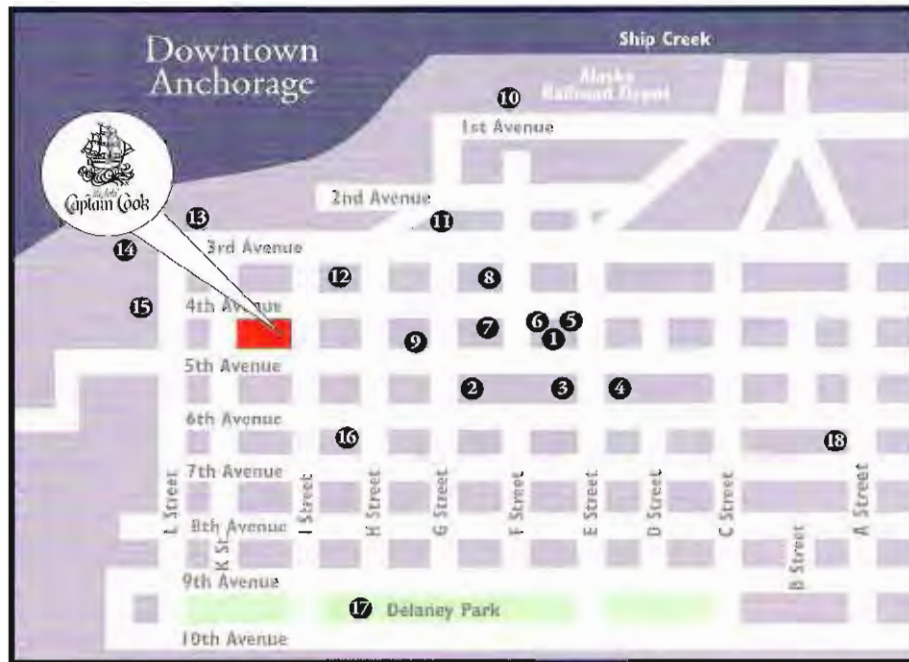 Downtown
Anchorage
Ship Creek
Alaska
Railroad Depot
10
1st Avenue
Captain Cook
2nd Avenue
13
11
14
3rd Avenue
12
8
15
4th Avenue
6
5
7
1
9
5th Avenue
2
3
4
6th Avenue
16
18
7th Avenue
L Street
K St
I Street
H Street
G Street
F Street
E Street
D Street
C Street
B Street
A Street
8th Avenue
9th Avenue
17
Delaney Park
10th Avenue